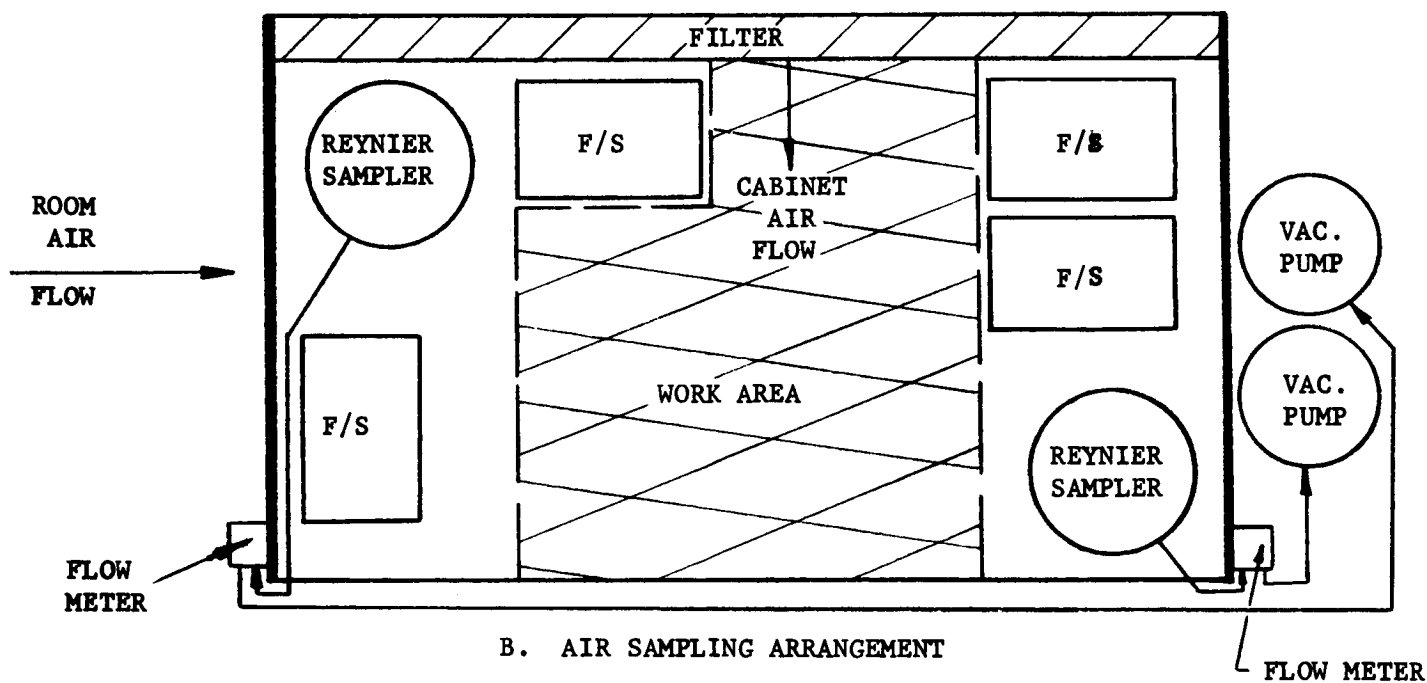 FILTER
REYNIER
SAMPLER
F/S
F/S
CABINET
AIR
FLOW
ROOM
AIR
FLOW
VAC.
PUMP
F/S
VAC.
PUMP
WORK AREA
F/S
REYNIER
SAMPLER
FLOW
METER
B. AIR SAMPLING ARRANGEMENT
FLOW METER